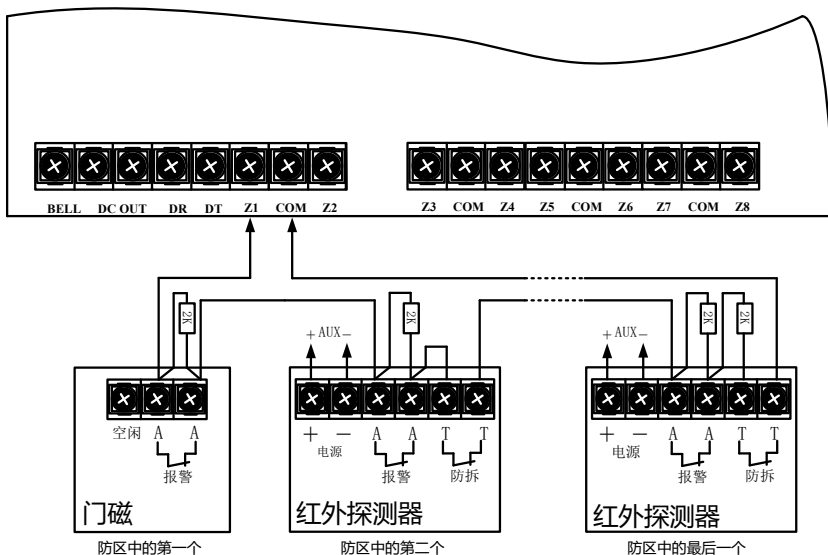 BELL DC OUT DR DT Z1 COM Z2 Z3 COM Z4 Z5 COM Z6 Z7 COM Z8
2K 2K 2K 2K
+ AUX − + AUX −
空闲 A A + − A A T T + − A A T T
电源 电源
报警 报警 防拆 报警 防拆
门磁 红外探测器 红外探测器
防区中的第一个 防区中的第二个 防区中的最后一个